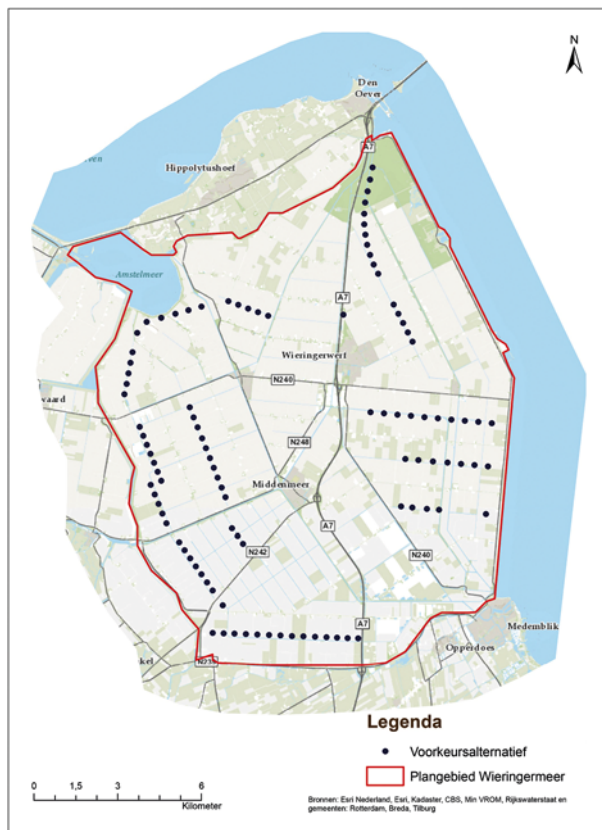 N
Den
Oever
A7
Hippolytushoef
Amstelmeer
A7
Wieringerwerf
N240
N248
Middenmeer
A7
N242
N240
A7
Medemblik
Opperdoes
Legenda
Voorkeursalternatief
Plangebied Wieringermeer
0 1,5 3 6
Kilometer
Bronnen: Esri Nederland, Esri, Kadaster, CBS, Min VROM, Rijkswaterstaat en
gemeenten: Rotterdam, Breda, Tilburg